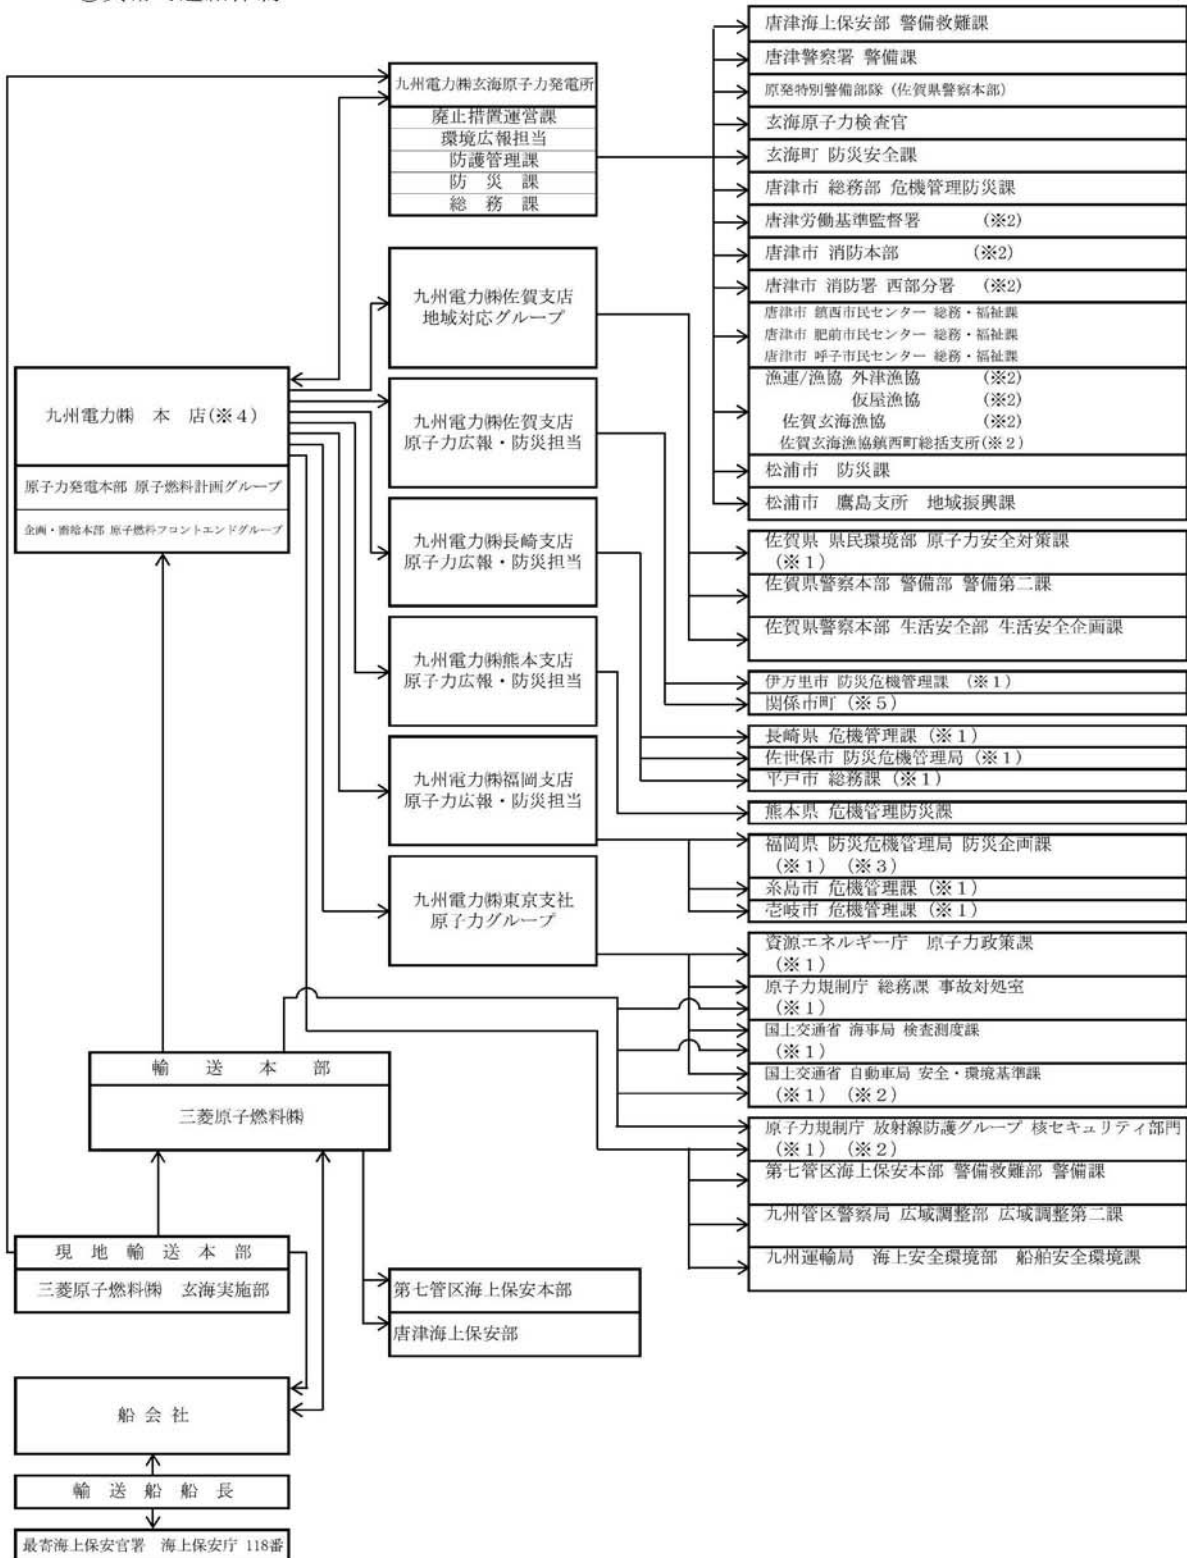 唐津海上保安部 警備救難課
唐津警察署 警備課
原発特別警備部隊 (佐賀県警察本部)
玄海原子力検査官
玄海町 防災安全課
唐津市 総務部 危機管理防災課
唐津労働基準監督署 (※2)
唐津市 消防本部 (※2)
唐津市 消防署 西部分署 (※2)
唐津市 鎮西市民センター 総務・福祉課
唐津市 肥前市民センター 総務・福祉課
唐津市 呼子市民センター 総務・福祉課
漁連/漁協 外津漁協 (※2)
仮屋漁協 (※2)
佐賀玄海漁協 (※2)
佐賀玄海漁協鎮西町総括支所(※2)
松浦市 防災課
松浦市 鷹島支所 地域振興課
九州電力㈱玄海原子力発電所
廃止措置運営課
環境広報担当
防護管理課
防 災 課
総 務 課
九州電力㈱佐賀支店
地域対応グループ
九州電力㈱佐賀支店
原子力広報・防災担当
九州電力㈱長崎支店
原子力広報・防災担当
九州電力㈱熊本支店
原子力広報・防災担当
九州電力㈱福岡支店
原子力広報・防災担当
九州電力㈱東京支社
原子力グループ
九州電力㈱ 本 店(※4)
原子力発電本部 原子燃料計画グループ
原子燃料フロントエンドグループ
佐賀県 県民環境部 原子力安全対策課
(※1)
佐賀県警察本部 警備部 警備第二課
佐賀県警察本部 生活安全部 生活安全企画課
伊万里市 防災危機管理課 (※1)
関係市町 (※5)
長崎県 危機管理課 (※1)
佐世保市 防災危機管理局 (※1)
平戸市 総務課 (※1)
熊本県 危機管理防災課
福岡県 防災危機管理局 防災企画課
(※1) (※3)
糸島市 危機管理課 (※1)
壱岐市 危機管理課 (※1)
資源エネルギー庁 原子力政策課
(※1)
原子力規制庁 総務課 事故対処室
(※1)
国土交通省 海事局 検査測度課
(※1)
国土交通省 自動車局 安全・環境基準課
(※1) (※2)
原子力規制庁 放射線防護グループ 核セキュリティ部門
(※1) (※2)
第七管区海上保安本部 警備救難部 警備課
九州管区警察局 広域調整部 広域調整第二課
九州運輸局 海上安全環境部 船舶安全環境課
輸 送 本 部
三菱原子燃料㈱
現 地 輸 送 本 部
三菱原子燃料㈱ 玄海実施部
第七管区海上保安本部
唐津海上保安部
船 会 社
輸 送 船 船 長
最寄海上保安官署 海上保安庁 118番